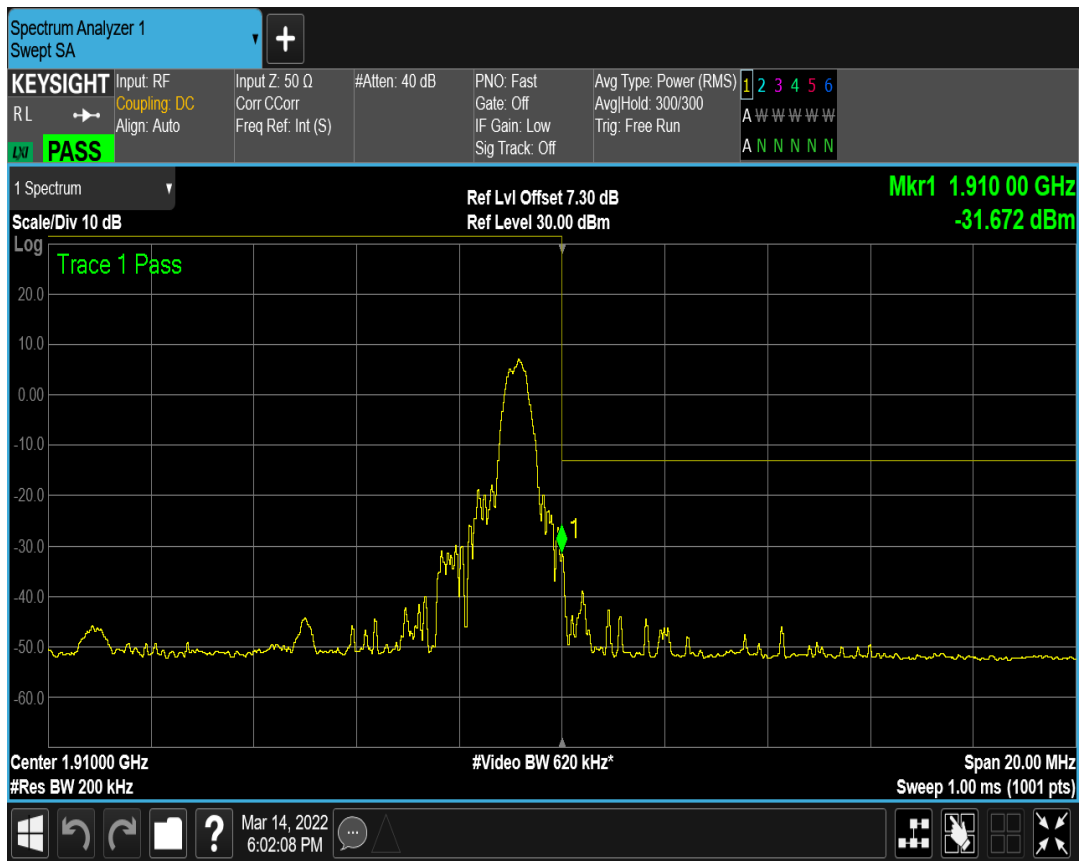 Spectrum Analyzer 1
Swept SA
+
KEYSIGHT
RL
LXI PASS
Input: RF
Coupling: DC
Align: Auto
Input Z: 50 Ω
Corr CCorr
Freq Ref: Int (S)
#Atten: 40 dB
PNO: Fast
Gate: Off
IF Gain: Low
Sig Track: Off
Avg Type: Power (RMS)
Avg|Hold: 300/300
Trig: Free Run
1 2 3 4 5 6
A W W W W W
A N N N N N
1 Spectrum
Scale/Div 10 dB
Ref Lvl Offset 7.30 dB
Ref Level 30.00 dBm
Mkr1 1.910 00 GHz
-31.672 dBm
Log
Trace 1 Pass
20.0
10.0
0.00
-10.0
-20.0
-30.0
-40.0
-50.0
-60.0
1
Center 1.91000 GHz
#Video BW 620 kHz*
Span 20.00 MHz
#Res BW 200 kHz
Sweep 1.00 ms (1001 pts)
?
Mar 14, 2022
6:02:08 PM